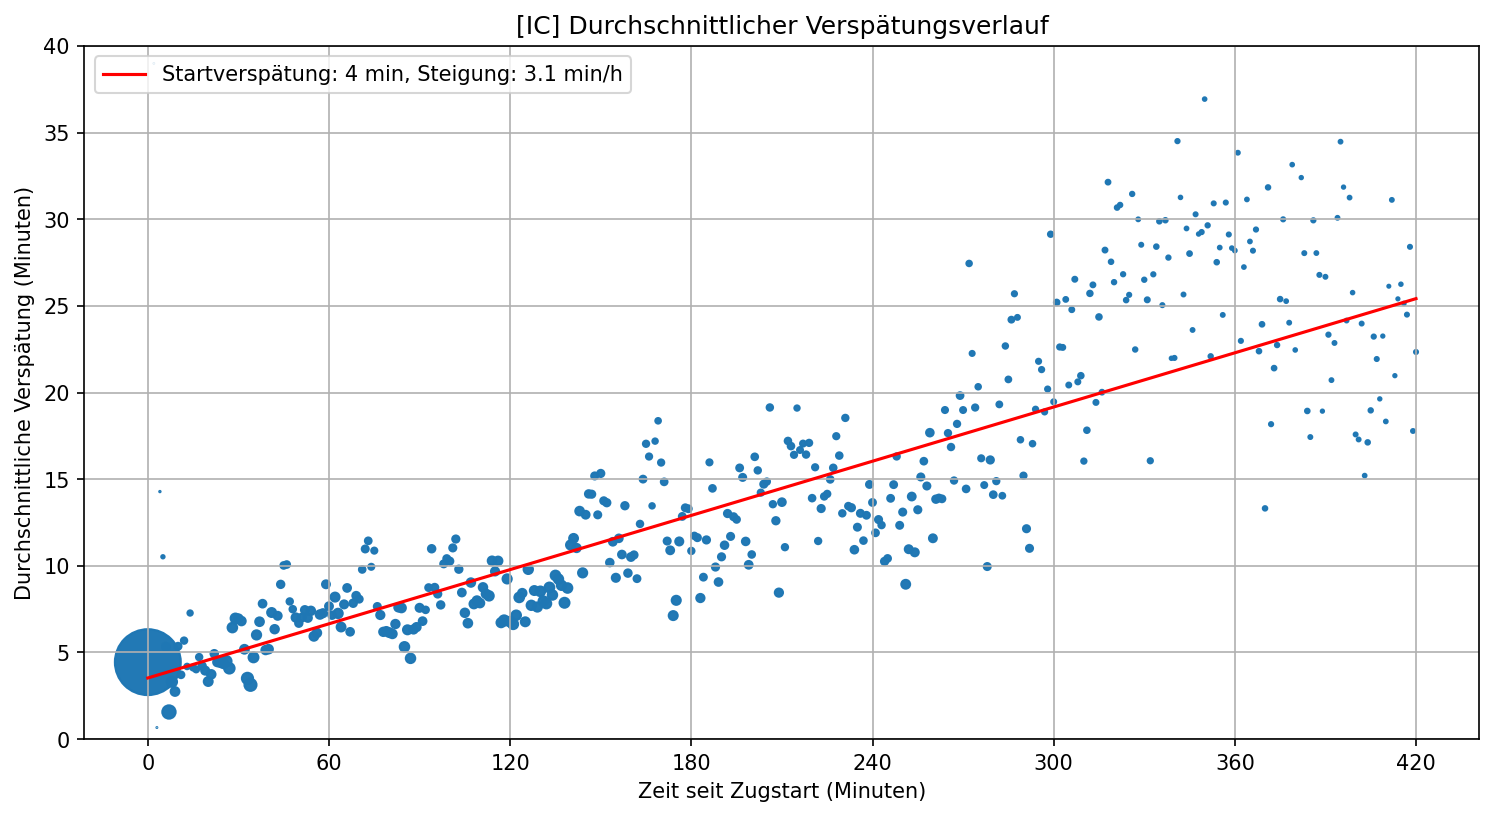 [IC] Durchschnittlicher Verspätungsverlauf
Startverspätung: 4 min, Steigung: 3.1 min/h
Durchschnittliche Verspätung (Minuten)
40
35
30
25
20
15
10
5
0
0 60 120 180 240 300 360 420
Zeit seit Zugstart (Minuten)